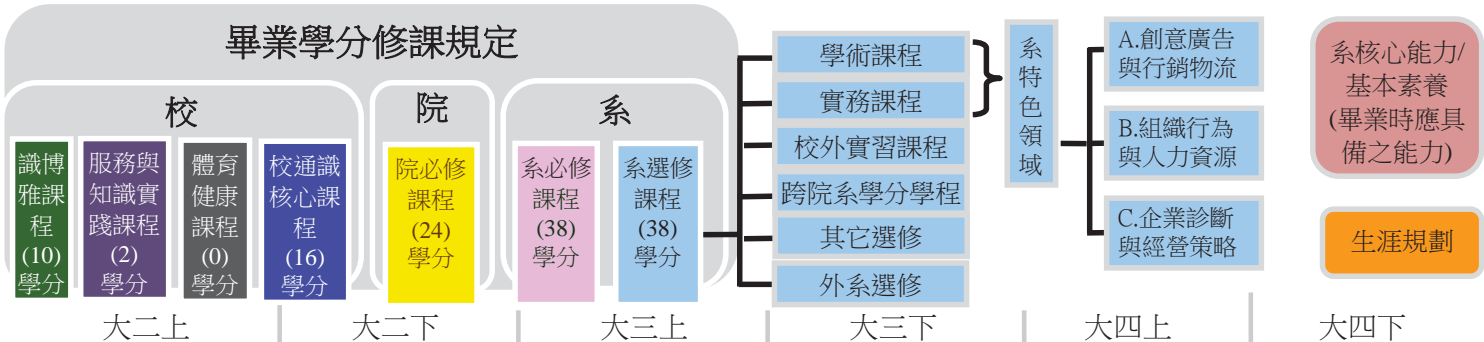 畢業學分修課規定
校
院
系
識博
雅課
程
(10)
學分
服務與
知識實
踐課程
(2)
學分
體育
健康
課程
(0)
學分
校通識
核心課
程
(16)
學分
院必修
課程
(24)
學分
系必修
課程
(38)
學分
系選修
課程
(38)
學分
學術課程
實務課程
校外實習課程
跨院系學分學程
其它選修
外系選修
系
特
色
領
域
A.創意廣告
與行銷物流
B.組織行為
與人力資源
C.企業診斷
與經營策略
系核心能力/
基本素養
(畢業時應具
備之能力)
生涯規劃
大二上
大二下
大三上
大三下
大四上
大四下